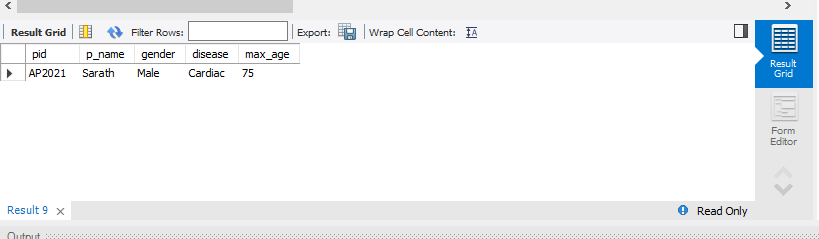 Result Grid Filter Rows: Export: Wrap Cell Content: IA
pid p_name gender disease max_age
AP2021 Sarath Male Cardiac 75
Result
Grid
Form
Editor
Result 9 Read Only
Output